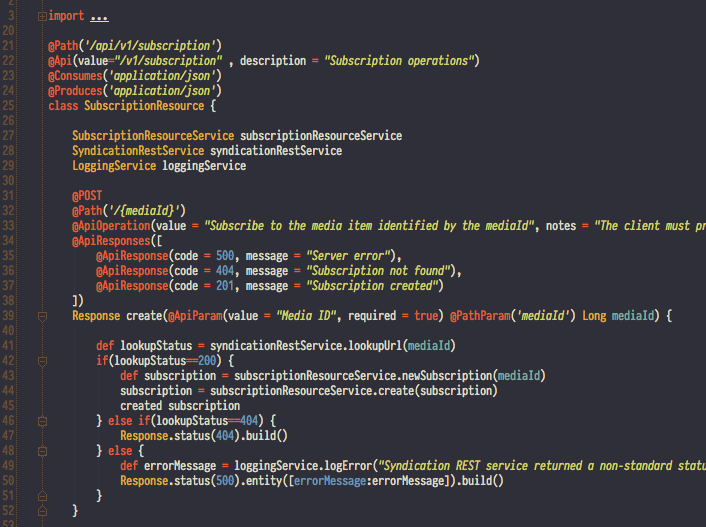 2
3 import ...
20
21 @Path('/api/v1/subscription')
22 @Api(value="/v1/subscription" , description = "Subscription operations")
23 @Consumes('application/json')
24 @Produces('application/json')
25 class SubscriptionResource {
26
27 SubscriptionResourceService subscriptionResourceService
28 SyndicationRestService syndicationRestService
29 LoggingService loggingService
30
31 @POST
32 @Path('/{mediaId}')
33 @ApiOperation(value = "Subscribe to the media item identified by the mediaId", notes = "The client must pr
34 @ApiResponses([
35 @ApiResponse(code = 500, message = "Server error"),
36 @ApiResponse(code = 404, message = "Subscription not found"),
37 @ApiResponse(code = 201, message = "Subscription created")
38 ])
39 Response create(@ApiParam(value = "Media ID", required = true) @PathParam('mediaId') Long mediaId) {
40
41 def lookupStatus = syndicationRestService.lookupUrl(mediaId)
42 if(lookupStatus==200) {
43 def subscription = subscriptionResourceService.newSubscription(mediaId)
44 subscription = subscriptionResourceService.create(subscription)
45 created subscription
46 } else if(lookupStatus==404) {
47 Response.status(404).build()
48 } else {
49 def errorMessage = loggingService.logError("Syndication REST service returned a non-standard statu
50 Response.status(500).entity([errorMessage:errorMessage]).build()
51 }
52 }
53